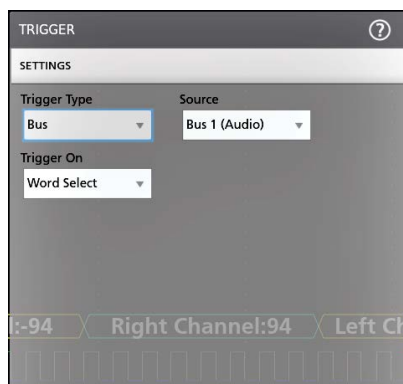 TRIGGER ?
SETTINGS
Trigger Type Source
Bus Bus 1 (Audio)
Trigger On
Word Select
l:-94 Right Channel:94 Left Ch